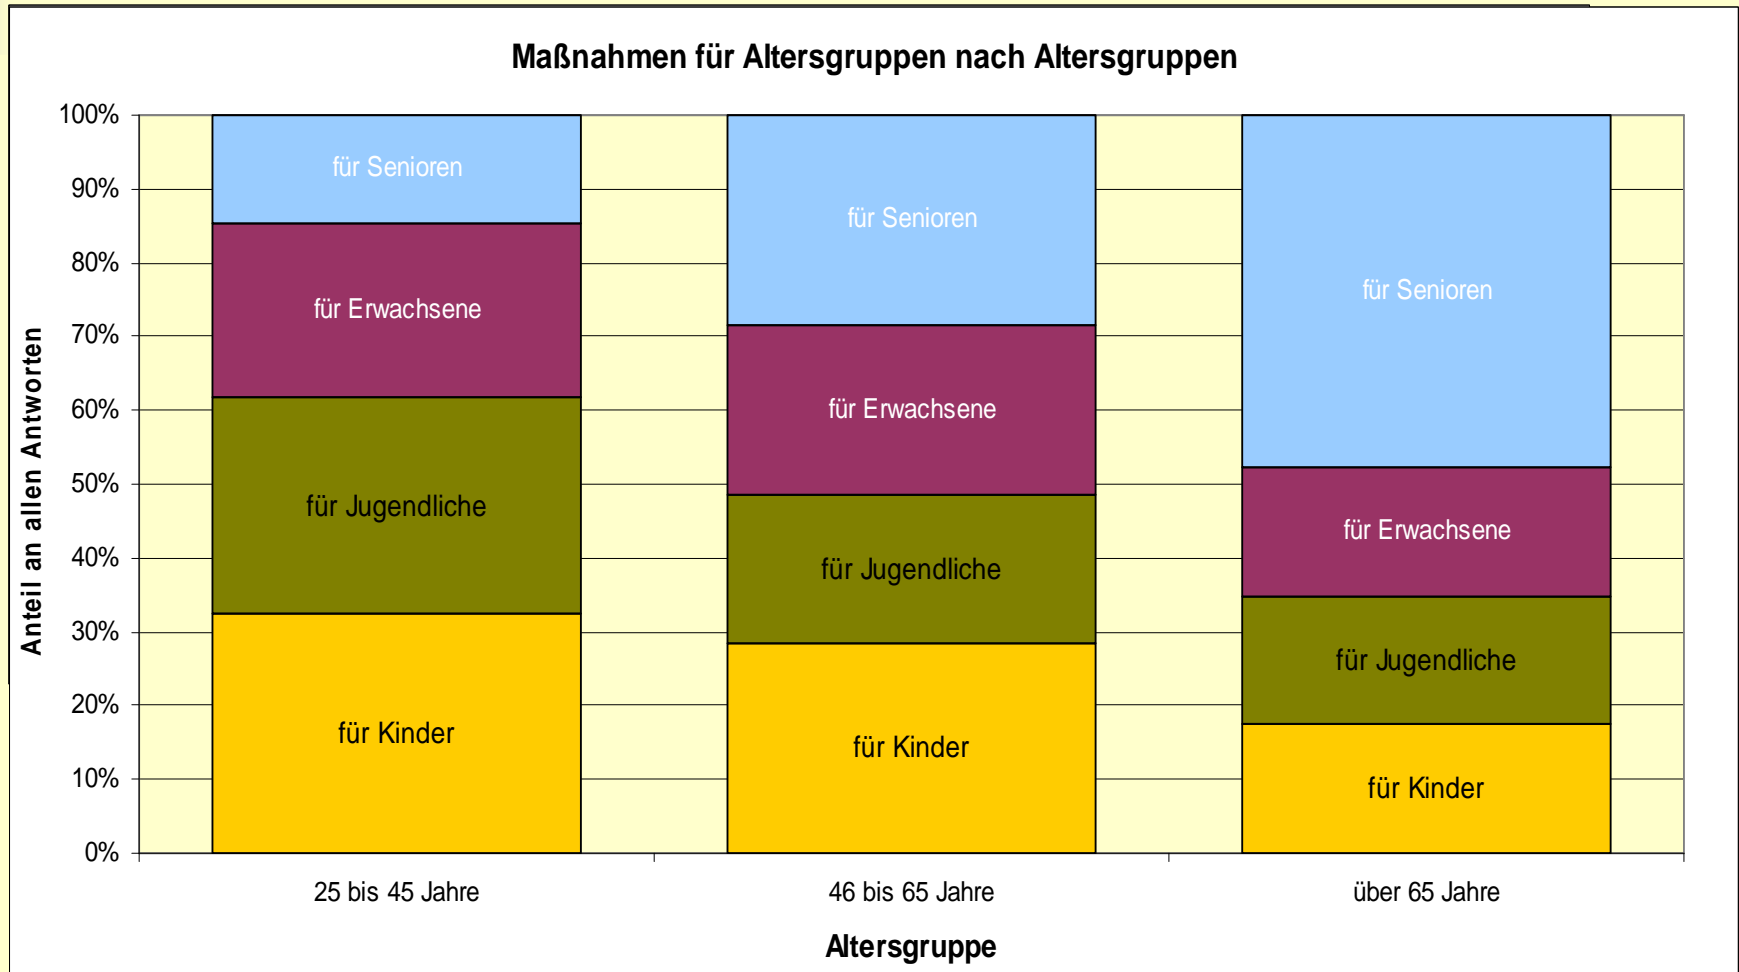 Maßnahmen für Altersgruppen nach Altersgruppen
Anteil an allen Antworten
100%
90%
80%
70%
60%
50%
40%
30%
20%
10%
0%
für Senioren
für Erwachsene
für Jugendliche
für Kinder
für Senioren
für Erwachsene
für Jugendliche
für Kinder
für Senioren
für Erwachsene
für Jugendliche
für Kinder
25 bis 45 Jahre
46 bis 65 Jahre
über 65 Jahre
Altersgruppe